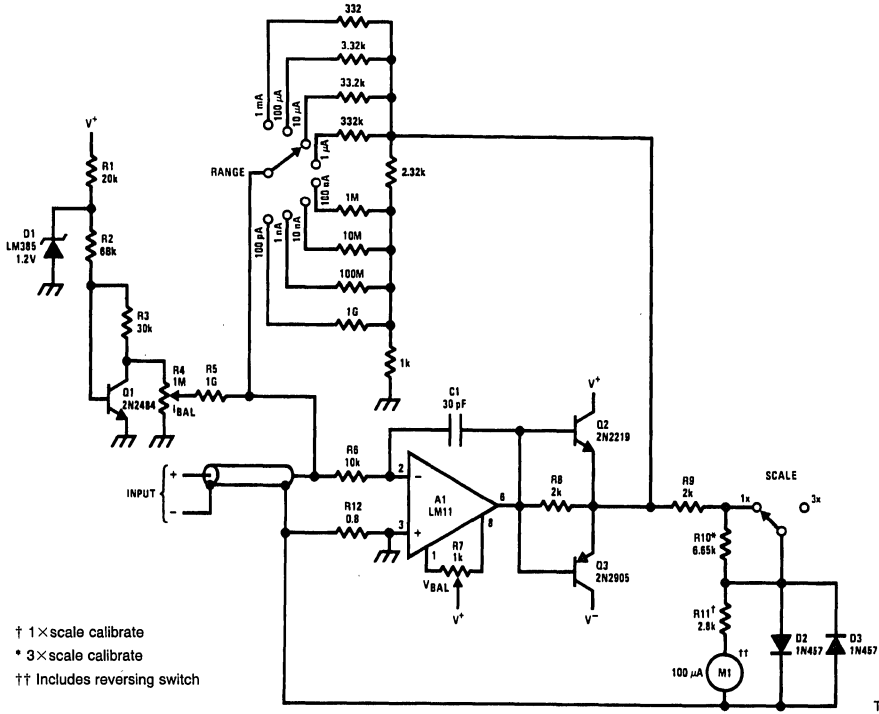 332
3.32k
33.2k
332k
1 mA
100 μA
10 μA
1 μA
RANGE
2.32k
100 nA
10 nA
1 nA
100 pA
1M
10M
100M
1G
1k
V+
R1
20k
D1
LM385
1.2V
R2
68k
R3
30k
R4
1M
R5
1G
Q1
2N2484
IBAL
C1
30 pF
V+
Q2
2N2219
INPUT
+
−
R6
10k
2
−
A1
LM11
6
R8
2k
R9
2k
SCALE
1x
3x
R12
0.8
3
+
1
R7
1k
8
VBAL
V+
Q3
2N2905
V−
R10*
6.65k
R11†
2.8k
D2
1N457
D3
1N457
††
100 μA
M1
† 1×scale calibrate
* 3×scale calibrate
†† Includes reversing switch
T